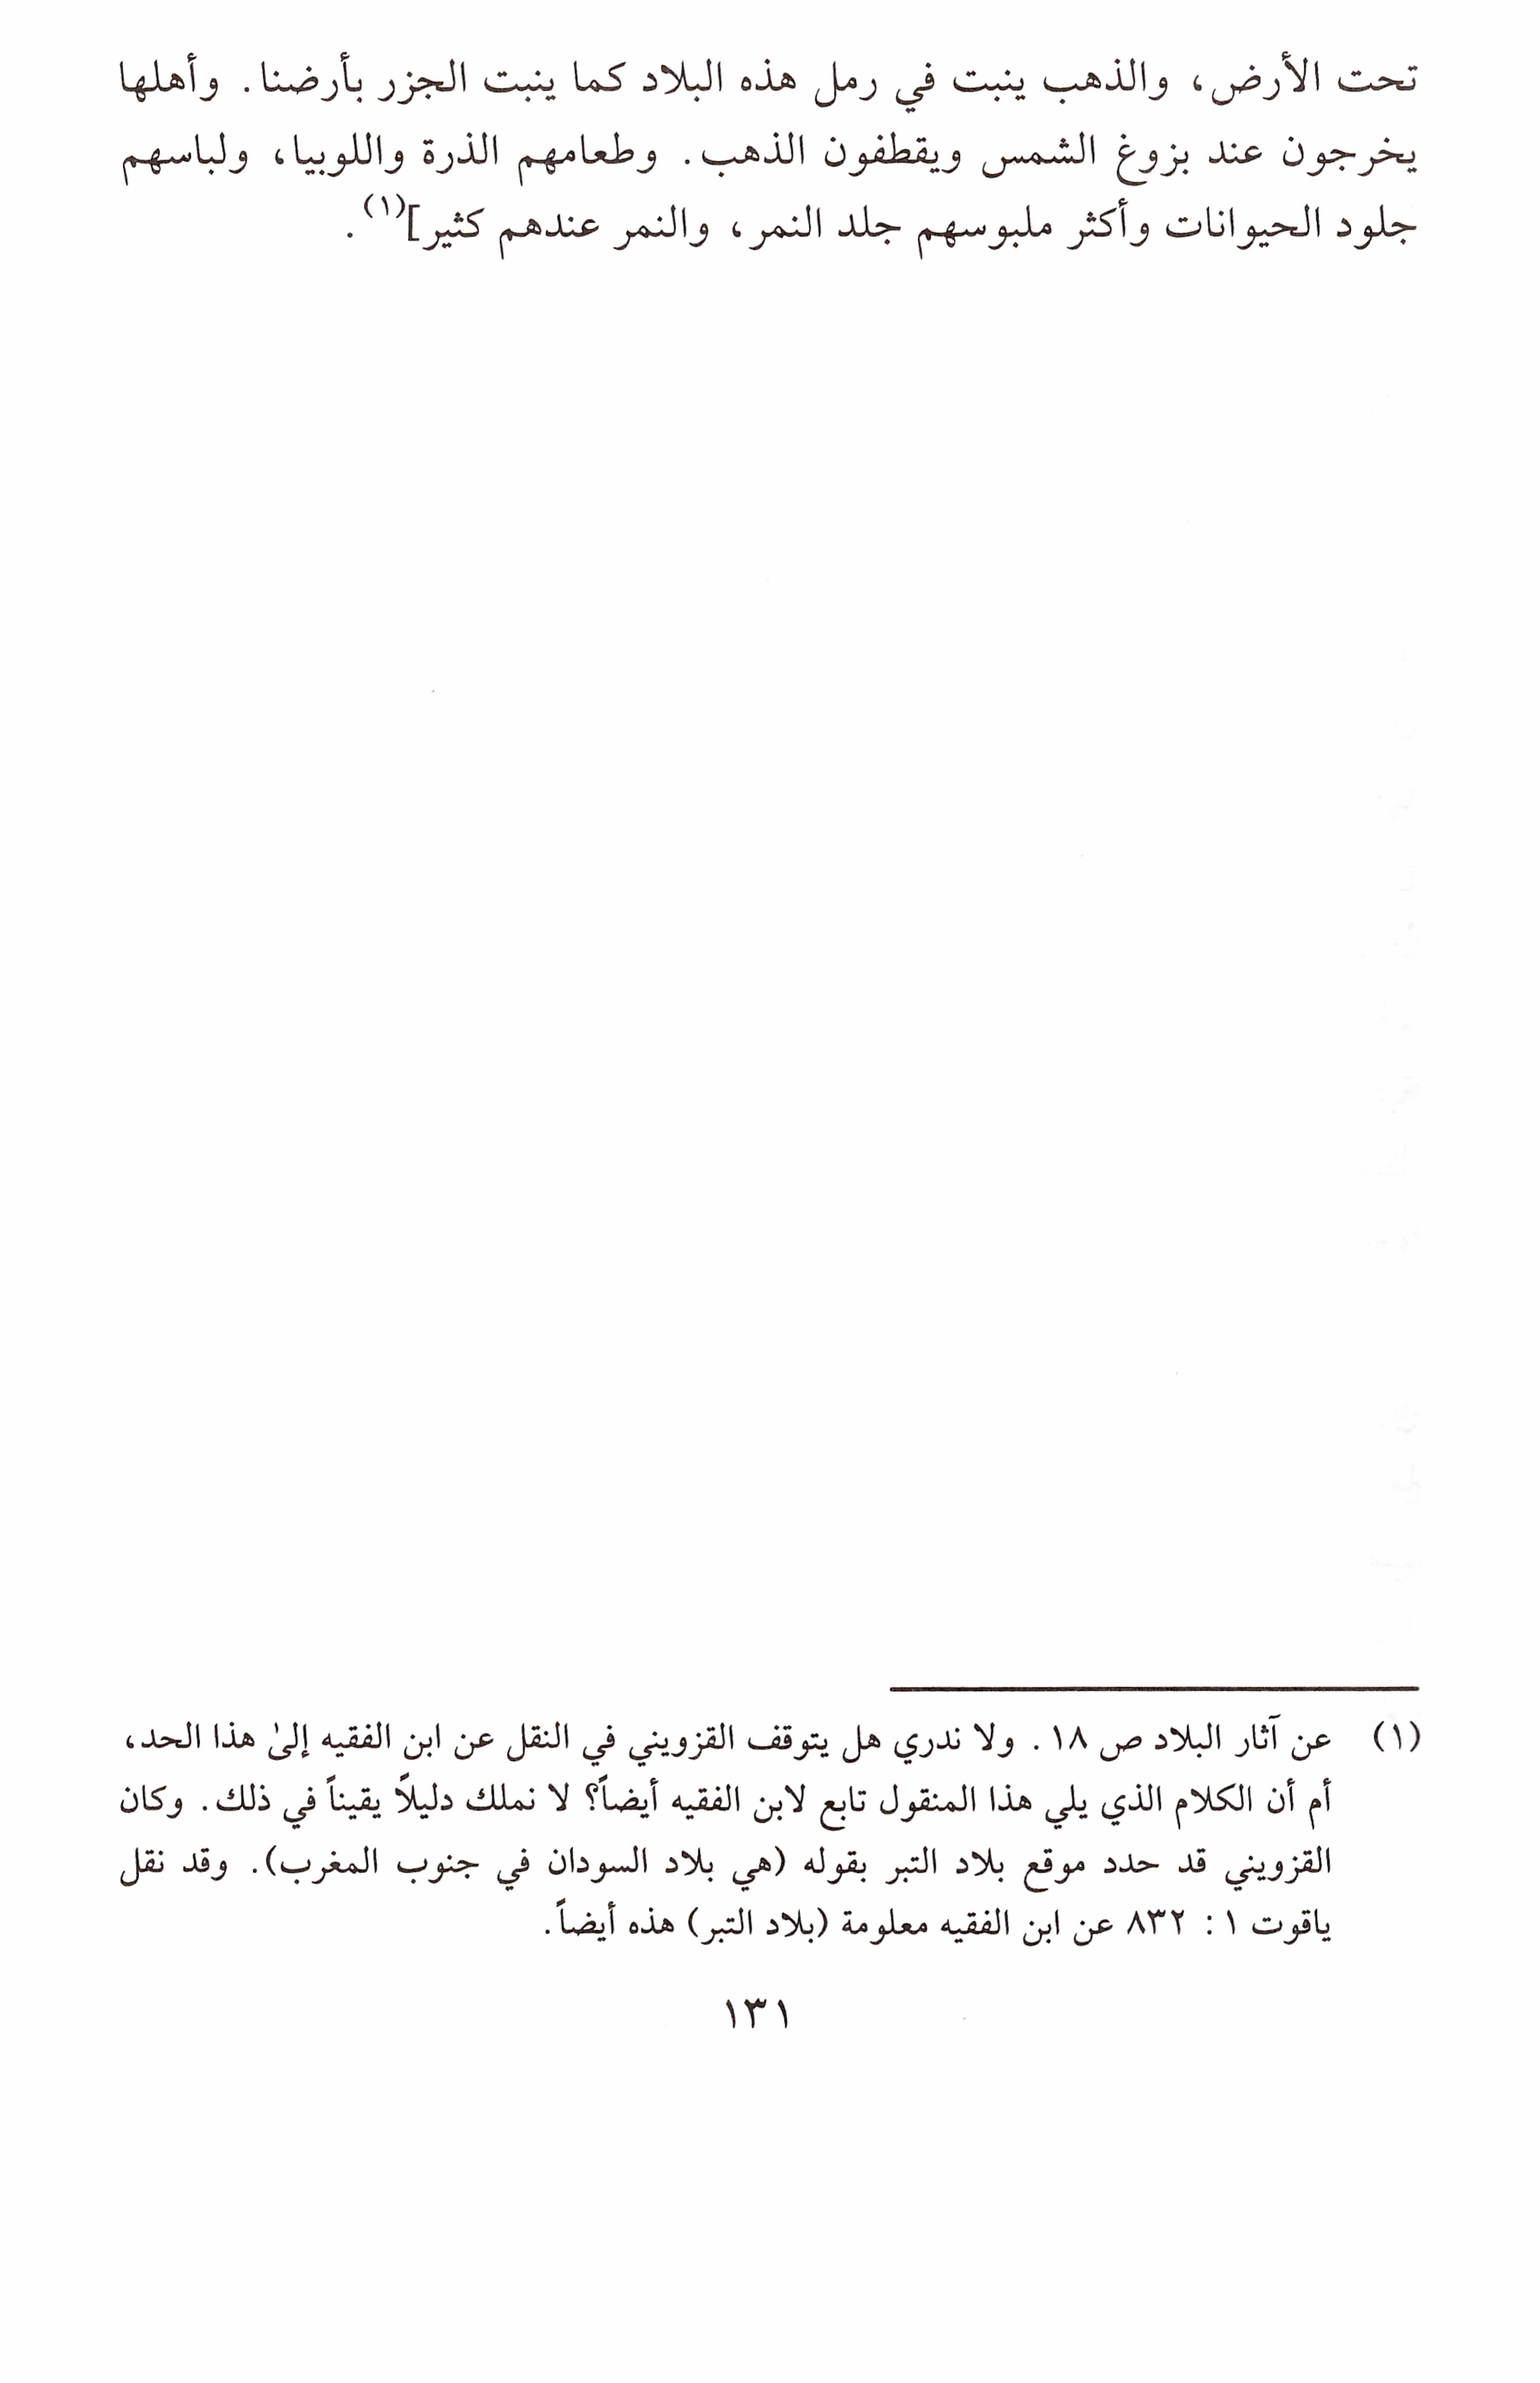 تحت الأرض، والذهب ينبت في رمل هذه البلاد كما ينبت الجزر بأرضنا. وأهلها
يخرجون عند بزوغ الشمس ويقطفون الذهب. وطعامهم الذرة واللوبيا، ولباسهم
جلود الحيوانات وأكثر ملبوسهم جلد النمر، والنمر عندهم كثير](١).
(١) عن آثار البلاد ص ١٨. ولا ندري هل يتوقف القزويني في النقل عن ابن الفقيه إلىٰ هذا الحد،
أم أن الكلام الذي يلي هذا المنقول تابع لابن الفقيه أيضاً؟ لا نملك دليلاً يقيناً في ذلك. وكان
القزويني قد حدد موقع بلاد التبر بقوله (هي بلاد السودان في جنوب المغرب). وقد نقل
ياقوت ١: ٨٣٢ عن ابن الفقيه معلومة (بلاد التبر) هذه أيضاً.
١٣١